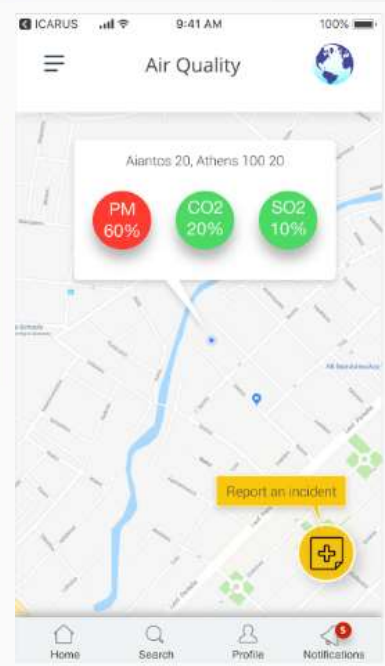 ICARUS 9:41 AM 100%
Air Quality
Aiantos 20, Athens 100 20
PM
60%
CO2
20%
SO2
10%
Report an incident
5
Home Search Profile Notifications